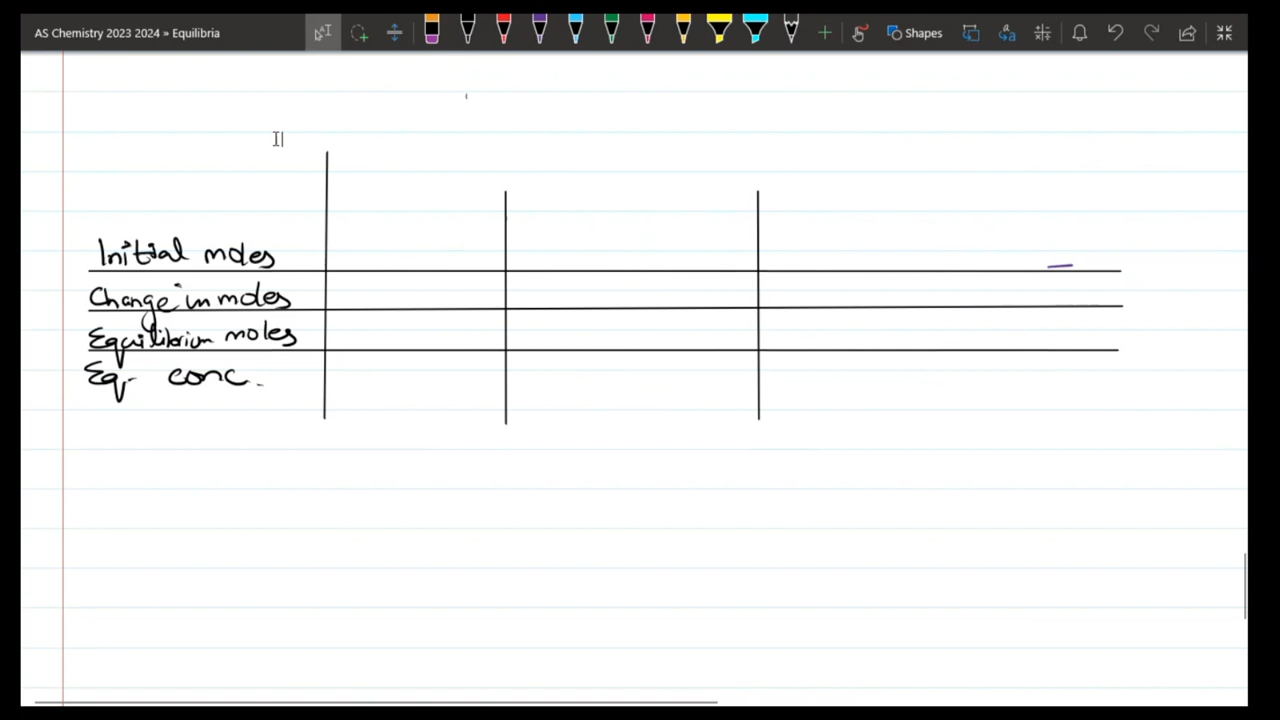 AS Chemistry 2023 2024 » Equilibria
Shapes
Initial moles
Change in moles
Equilibrium moles
Eq. conc.